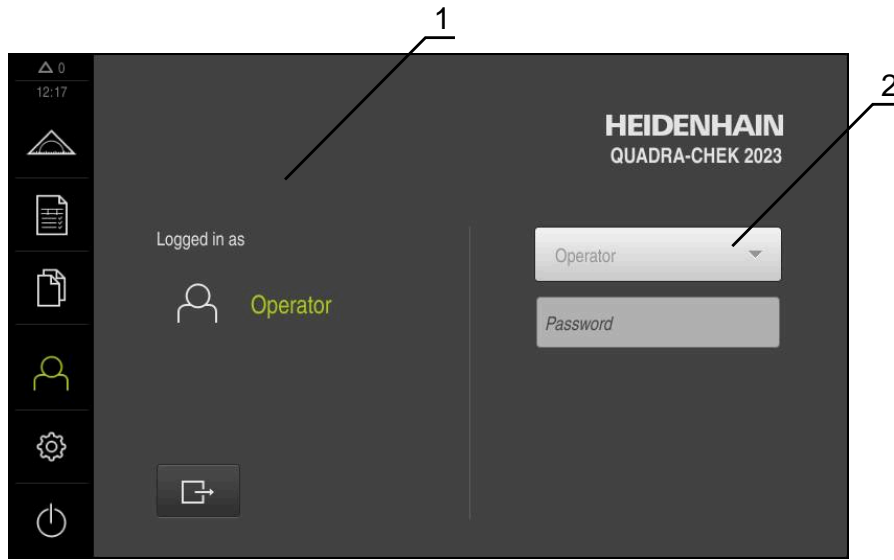 1
2
0
12:17
HEIDENHAIN
QUADRA-CHEK 2023
Logged in as
Operator
Operator
Password